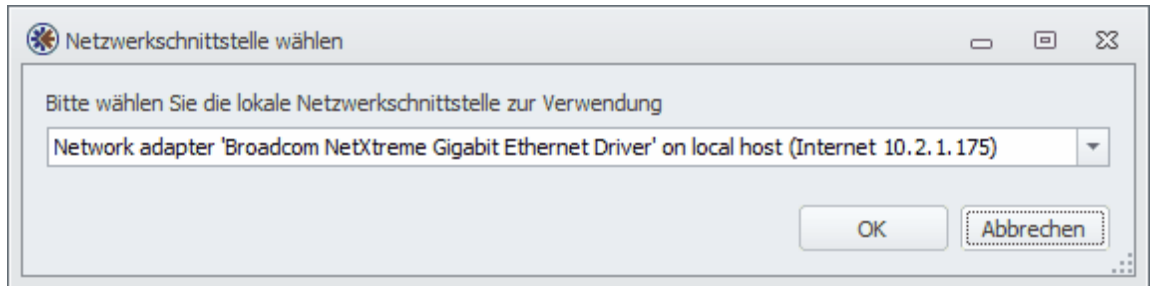 Netzwerkschnittstelle wählen
Bitte wählen Sie die lokale Netzwerkschnittstelle zur Verwendung
Network adapter 'Broadcom NetXtreme Gigabit Ethernet Driver' on local host (Internet 10.2.1.175)
OK Abbrechen